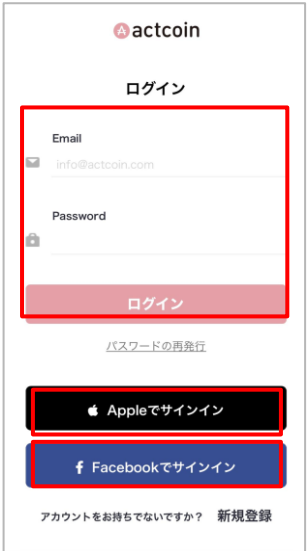 actcoin
ログイン
Email
info@actcoin.com
Password
ログイン
パスワードの再発行
Appleでサインイン
Facebookでサインイン
アカウントをお持ちでないですか？ 新規登録